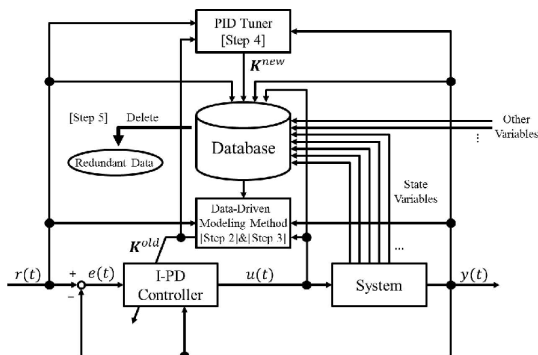 PID Tuner
[Step 4]
K^new
[Step 5]
Delete
Redundant Data
Database
Other
Variables
⋮
State
Variables
...
Data-Driven
Modeling Method
[Step 2]&[Step 3]
K^old
r(t)
+
−
e(t)
I-PD
Controller
u(t)
System
y(t)